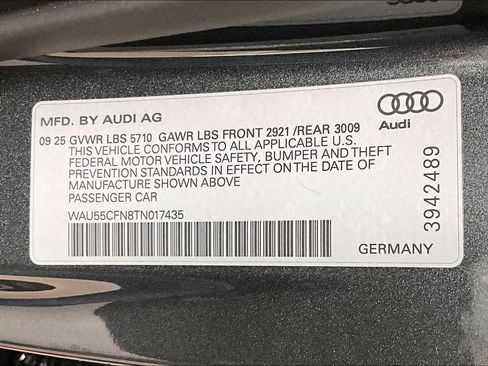 MFD. BY AUDI AG
09 25 GVWR LBS 5710 GAWR LBS FRONT 2921 /REAR 3009
THIS VEHICLE CONFORMS TO ALL APPLICABLE U.S.
FEDERAL MOTOR VEHICLE SAFETY, BUMPER AND THEFT
PREVENTION STANDARDS IN EFFECT ON THE DATE OF
MANUFACTURE SHOWN ABOVE
PASSENGER CAR
WAU55CFN8TN017435
Audi
3942489
GERMANY